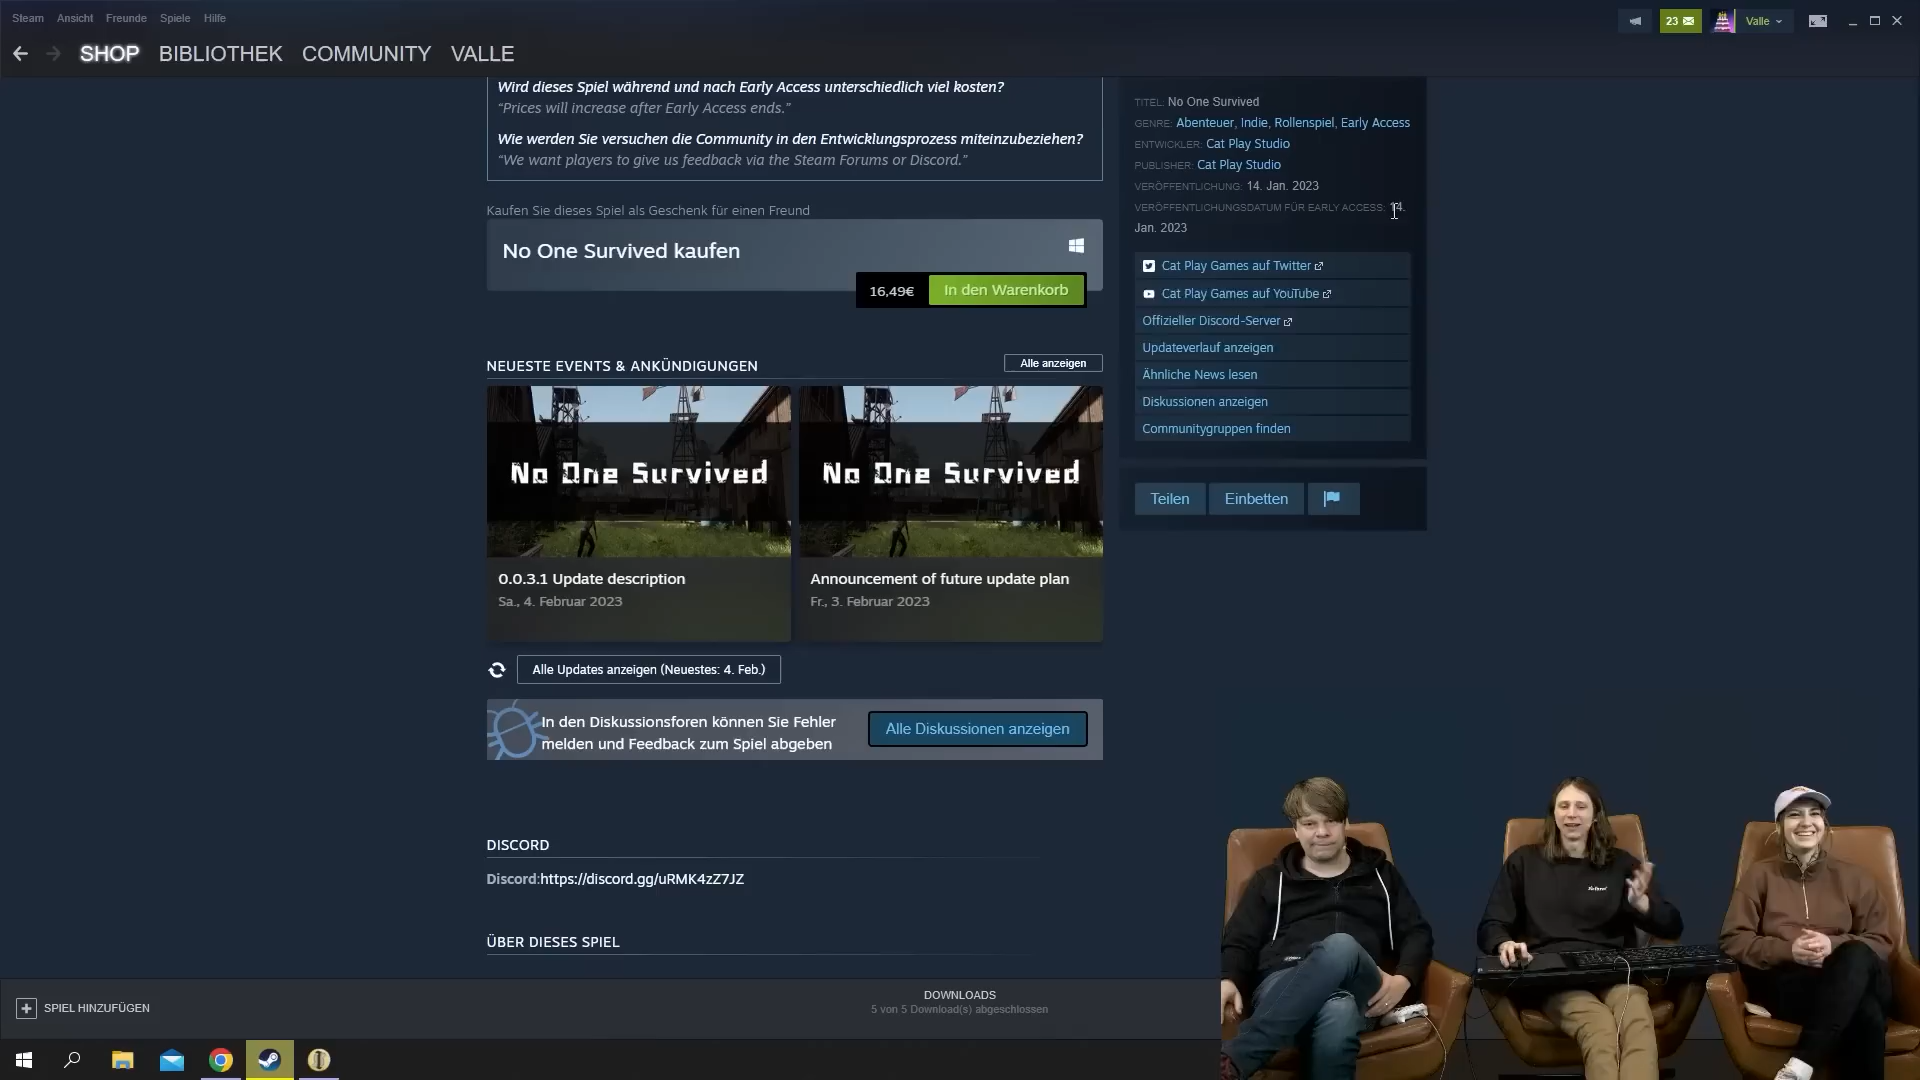 Steam Ansicht Freunde Spiele Hilfe
23
Valle
SHOP BIBLIOTHEK COMMUNITY VALLE
Wird dieses Spiel während und nach Early Access unterschiedlich viel kosten?
“Prices will increase after Early Access ends.”
Wie werden Sie versuchen die Community in den Entwicklungsprozess miteinzubeziehen?
“We want players to give us feedback via the Steam Forums or Discord.”
Kaufen Sie dieses Spiel als Geschenk für einen Freund
No One Survived kaufen
16,49€ In den Warenkorb
NEUESTE EVENTS & ANKÜNDIGUNGEN
Alle anzeigen
No One Survived
No One Survived
0.0.3.1 Update description
Sa., 4. Februar 2023
Announcement of future update plan
Fr., 3. Februar 2023
Alle Updates anzeigen (Neuestes: 4. Feb.)
In den Diskussionsforen können Sie Fehler
melden und Feedback zum Spiel abgeben
Alle Diskussionen anzeigen
DISCORD
Discord:https://discord.gg/uRMK4zZ7JZ
ÜBER DIESES SPIEL
TITEL: No One Survived
GENRE: Abenteuer, Indie, Rollenspiel, Early Access
ENTWICKLER: Cat Play Studio
PUBLISHER: Cat Play Studio
VERÖFFENTLICHUNG: 14. Jan. 2023
VERÖFFENTLICHUNGSDATUM FÜR EARLY ACCESS: 14.
Jan. 2023
Cat Play Games auf Twitter
Cat Play Games auf YouTube
Offizieller Discord-Server
Updateverlauf anzeigen
Ähnliche News lesen
Diskussionen anzeigen
Communitygruppen finden
Teilen Einbetten
SPIEL HINZUFÜGEN
DOWNLOADS
5 von 5 Download(s) abgeschlossen